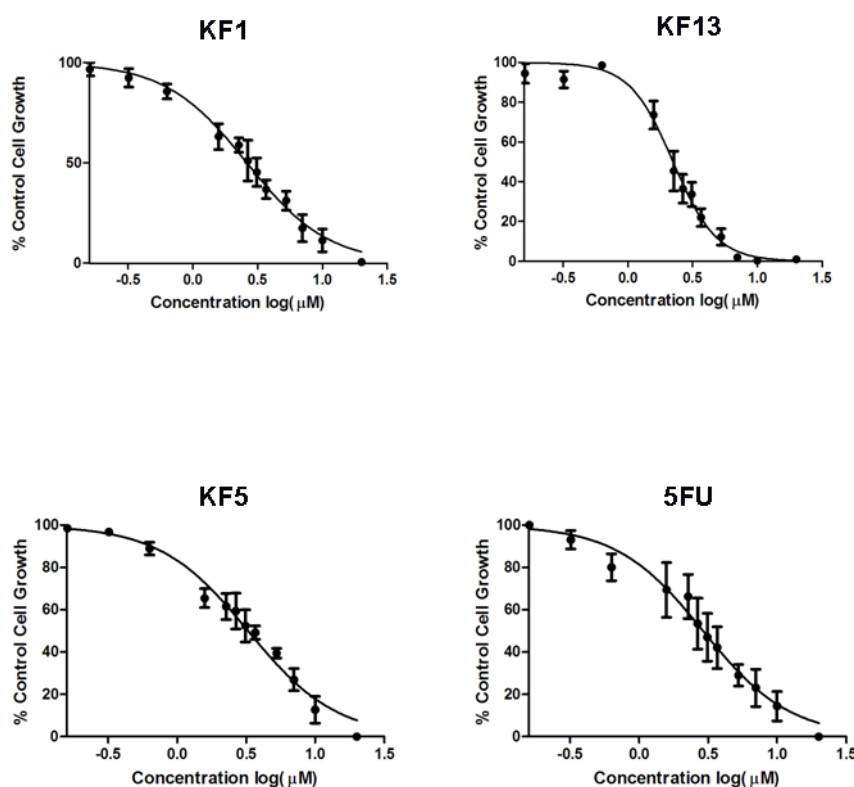 KF1
% Control Cell Growth
100
50
0
-0.5 0.0 0.5 1.0 1.5
Concentration log( μM)
KF13
% Control Cell Growth
100
80
60
40
20
0
-0.5 0.0 0.5 1.0 1.5
Concentration log( μM)
KF5
% Control Cell Growth
100
80
60
40
20
0
-0.5 0.0 0.5 1.0 1.5
Concentration log( μM)
5FU
% Control Cell Growth
100
80
60
40
20
0
-0.5 0.0 0.5 1.0 1.5
Concentration log( μM)